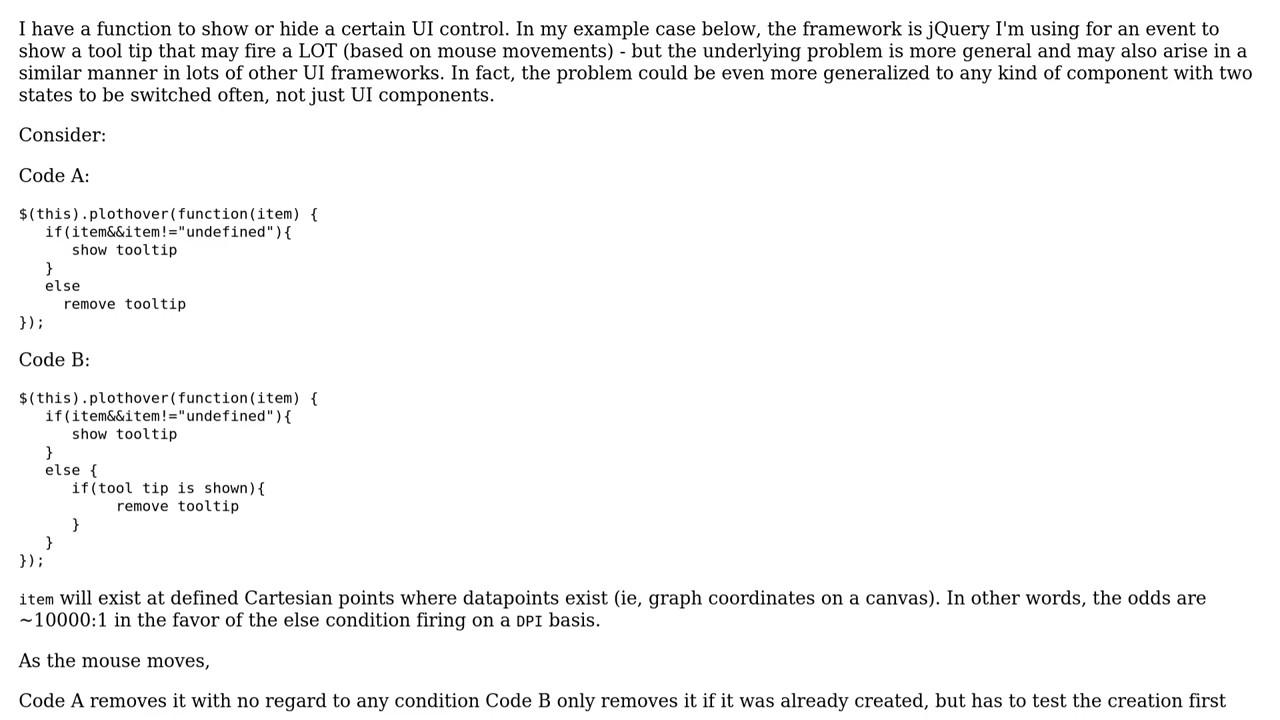 I have a function to show or hide a certain UI control. In my example case below, the framework is jQuery I'm using for an event to
show a tool tip that may fire a LOT (based on mouse movements) - but the underlying problem is more general and may also arise in a
similar manner in lots of other UI frameworks. In fact, the problem could be even more generalized to any kind of component with two
states to be switched often, not just UI components.
Consider:
Code A:
$(this).plothover(function(item) {
   if(item&&item!="undefined"){
      show tooltip
   }
   else
     remove tooltip
});
Code B:
$(this).plothover(function(item) {
   if(item&&item!="undefined"){
      show tooltip
   }
   else {
      if(tool tip is shown){
           remove tooltip
      }
   }
});
item will exist at defined Cartesian points where datapoints exist (ie, graph coordinates on a canvas). In other words, the odds are
~10000:1 in the favor of the else condition firing on a DPI basis.
As the mouse moves,
Code A removes it with no regard to any condition Code B only removes it if it was already created, but has to test the creation first